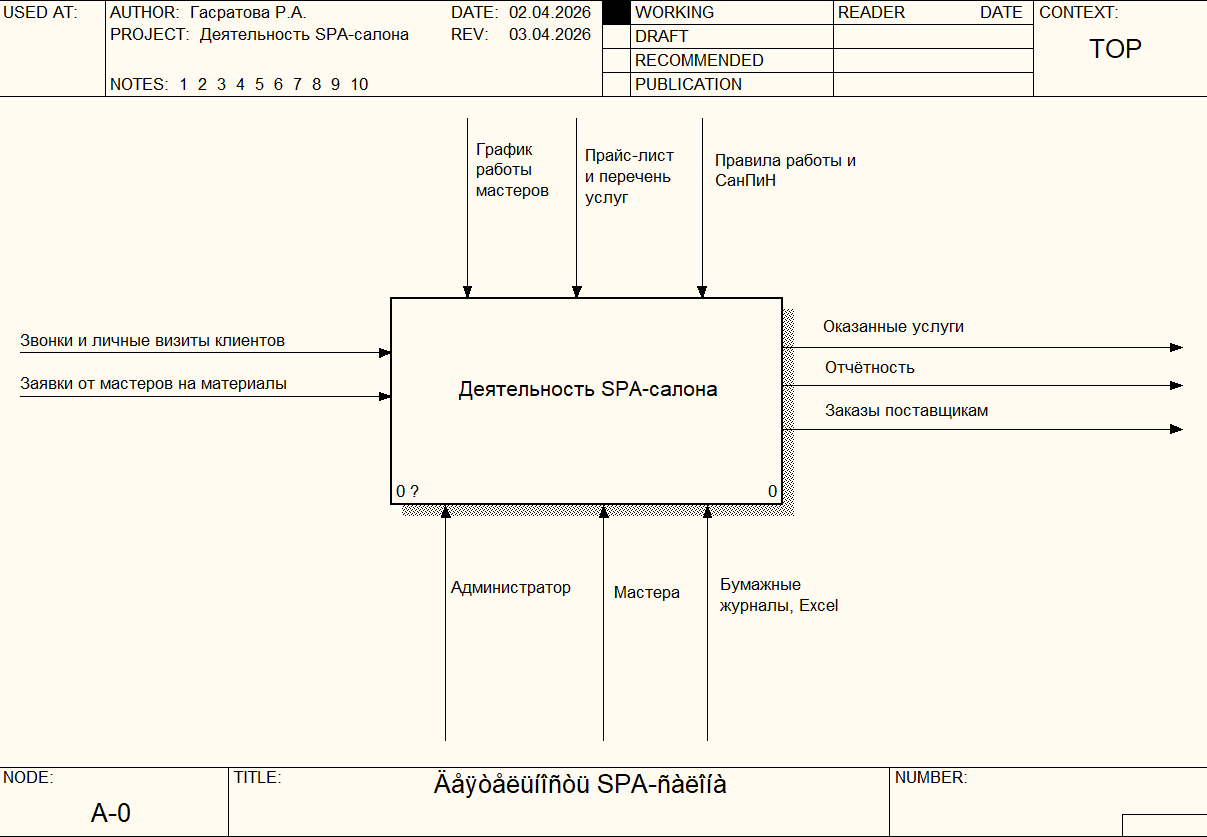 USED AT:
AUTHOR: Гасратова Р.А.
DATE: 02.04.2026
PROJECT: Деятельность SPA-салона
REV: 03.04.2026
NOTES: 1 2 3 4 5 6 7 8 9 10
WORKING
DRAFT
RECOMMENDED
PUBLICATION
READER DATE
CONTEXT:
TOP
График
работы
мастеров
Прайс-лист
и перечень
услуг
Правила работы и
СанПиН
Звонки и личные визиты клиентов
Заявки от мастеров на материалы
Деятельность SPA-салона
0 ?
0
Оказанные услуги
Отчётность
Заказы поставщикам
Администратор
Мастера
Бумажные
журналы, Excel
NODE:
A-0
TITLE:
Äåÿòåëüíîñòü SPA-ñàëîíà
NUMBER: